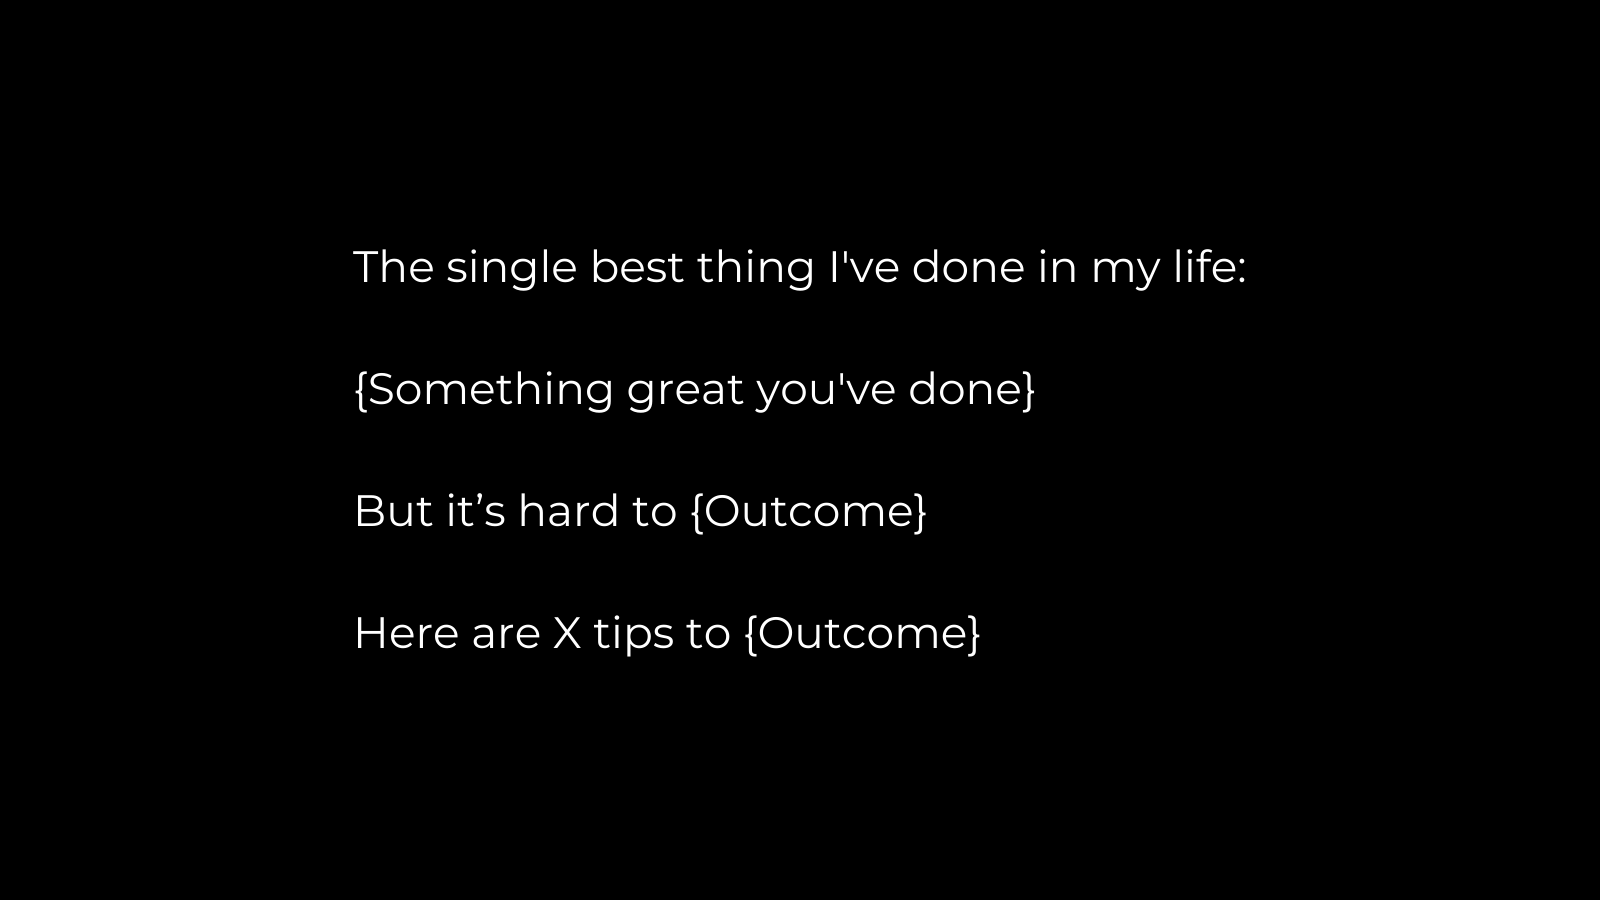 The single best thing I've done in my life:
{Something great you've done}
But it’s hard to {Outcome}
Here are X tips to {Outcome}